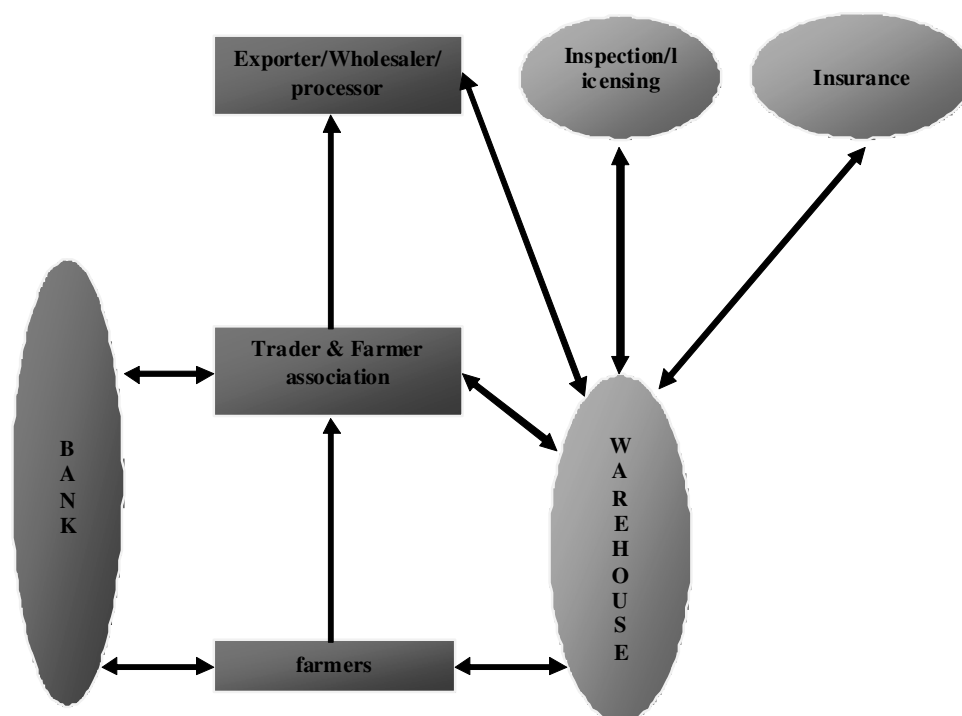 Exporter/Wholesaler/
processor
Inspection/l
icensing
Insurance
Trader & Farmer
association
B
A
N
K
W
A
R
E
H
O
U
S
E
farmers